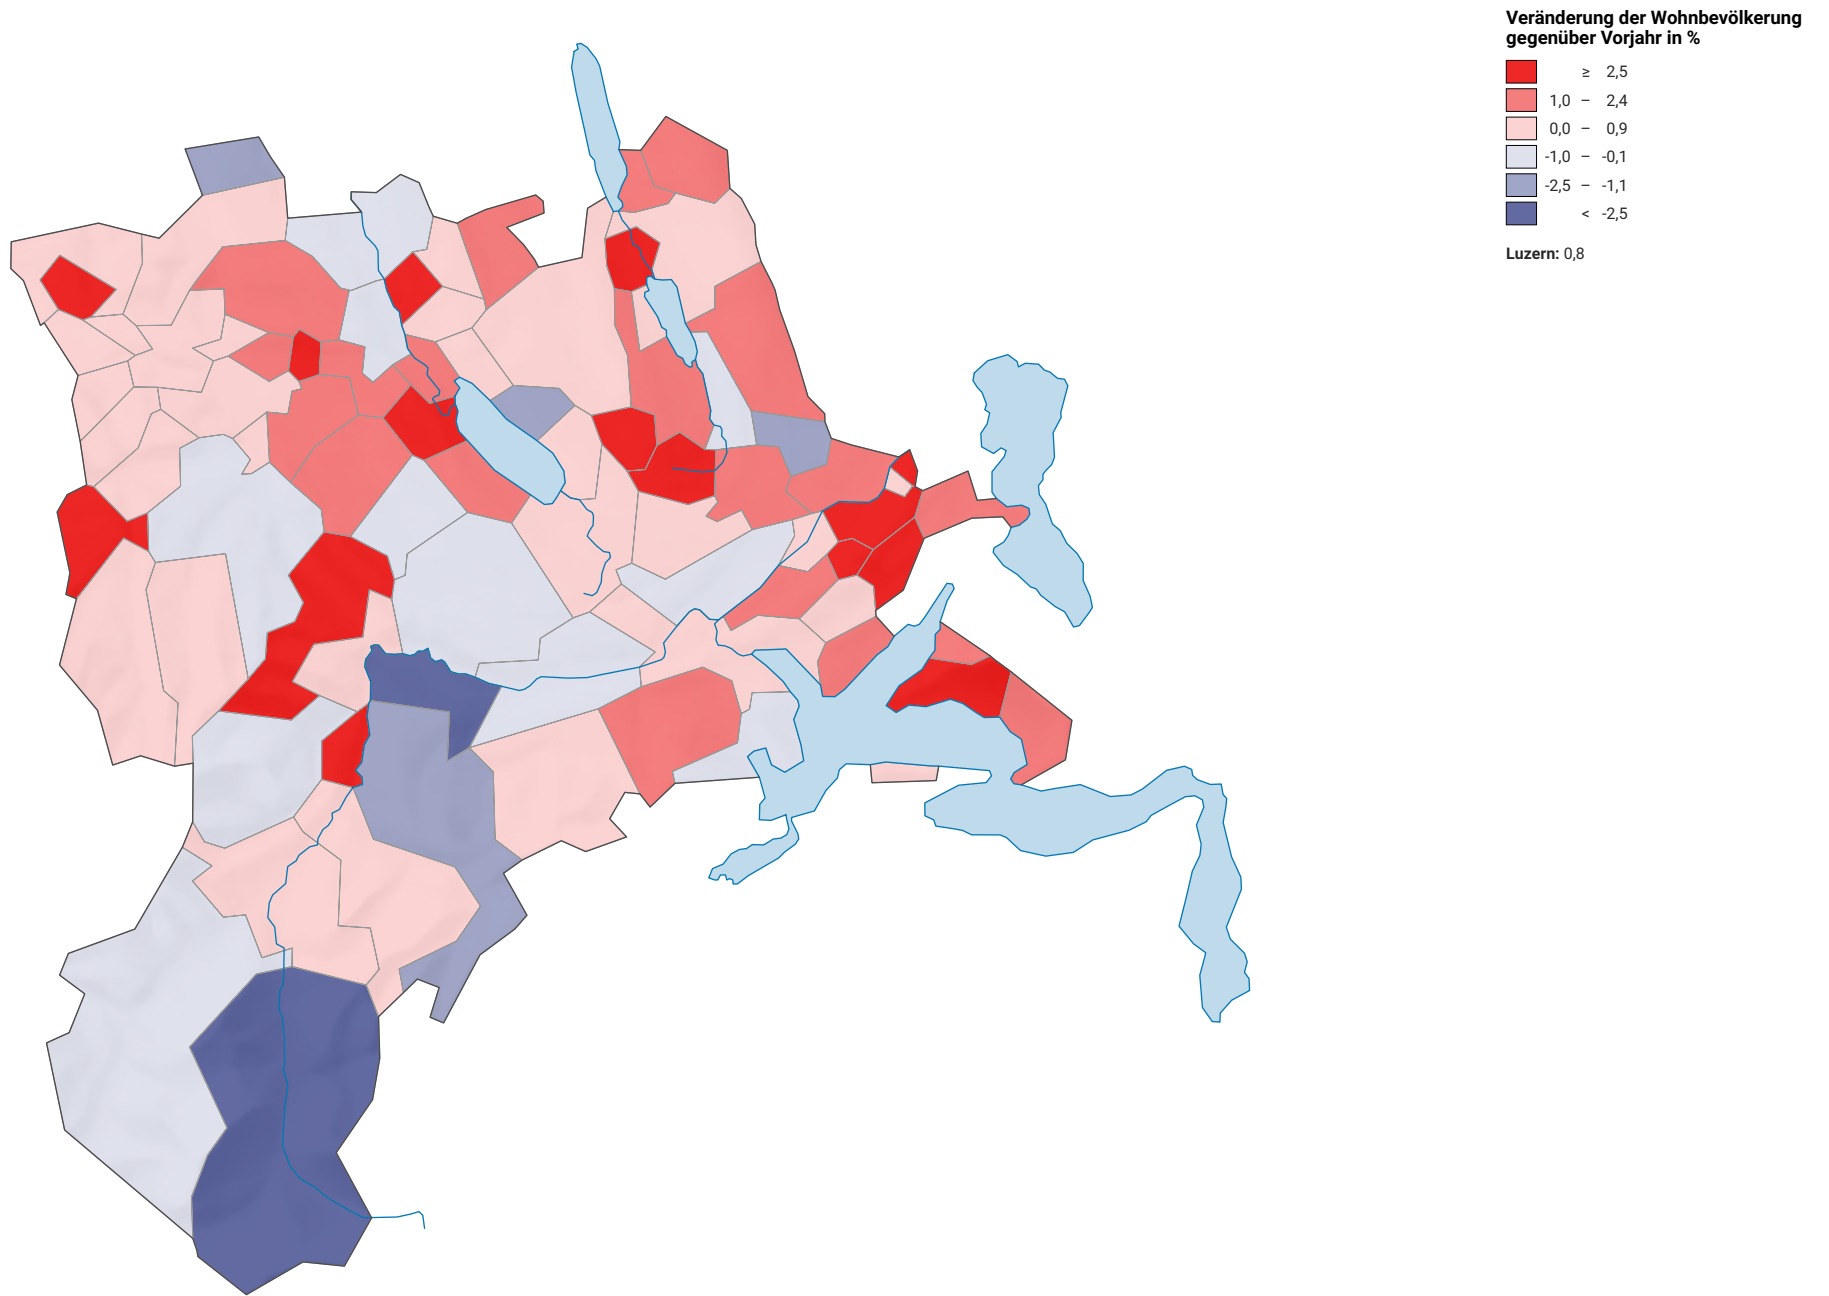 Veränderung der Wohnbevölkerung
gegenüber Vorjahr in %
≥ 2,5
1,0 – 2,4
0,0 – 0,9
-1,0 – -0,1
-2,5 – -1,1
< -2,5
Luzern: 0,8